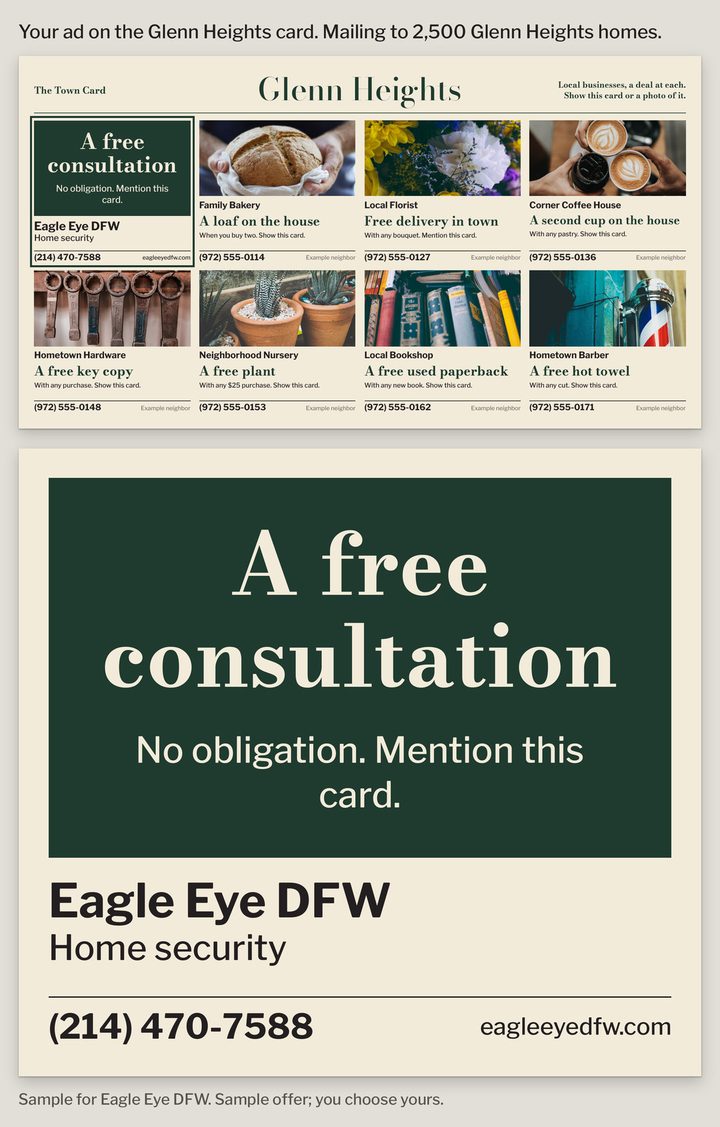 Your ad on the Glenn Heights card. Mailing to 2,500 Glenn Heights homes.
The Town Card
Glenn Heights
Local businesses, a deal at each.
Show this card or a photo of it.
A free
consultation
No obligation. Mention this
card.
Eagle Eye DFW
Home security
(214) 470-7588
eagleeyedfw.com
Family Bakery
A loaf on the house
When you buy two. Show this card.
(972) 555-0114
Example neighbor
Local Florist
Free delivery in town
With any bouquet. Mention this card.
(972) 555-0127
Example neighbor
Corner Coffee House
A second cup on the house
With any pastry. Show this card.
(972) 555-0136
Example neighbor
Hometown Hardware
A free key copy
With any purchase. Show this card.
(972) 555-0148
Example neighbor
Neighborhood Nursery
A free plant
With any $25 purchase. Show this card.
(972) 555-0153
Example neighbor
Local Bookshop
A free used paperback
With any new book. Show this card.
(972) 555-0162
Example neighbor
Hometown Barber
A free hot towel
With any cut. Show this card.
(972) 555-0171
Example neighbor
A free
consultation
No obligation. Mention this
card.
Eagle Eye DFW
Home security
(214) 470-7588
eagleeyedfw.com
Sample for Eagle Eye DFW. Sample offer; you choose yours.